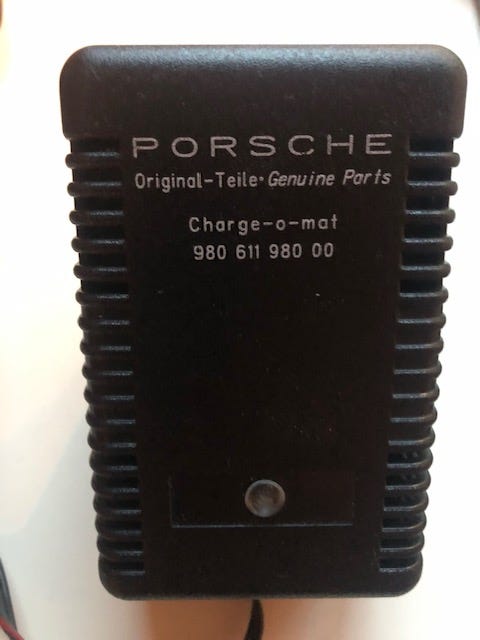 PORSCHE
Original-Teile•Genuine Parts
Charge-o-mat
980 611 980 00